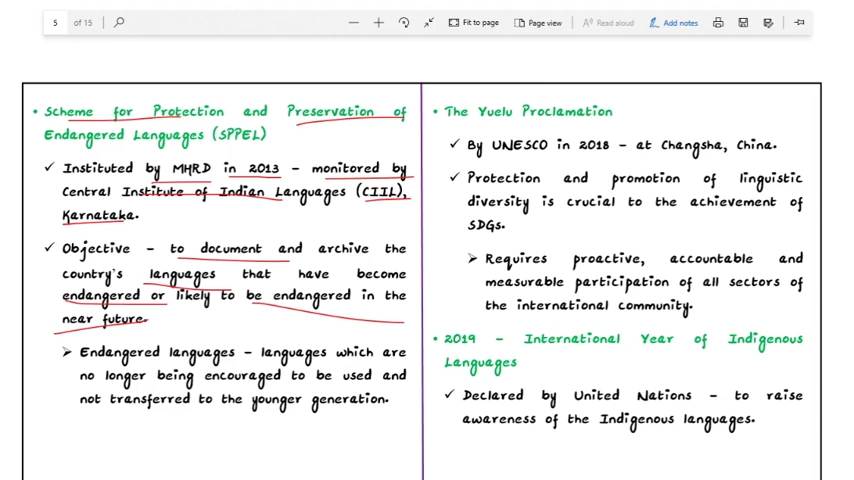 5 of 15 Fit to page Page view Read aloud Add notes
• Scheme for Protection and Preservation of
Endangered Languages (SPPEL)
✓ Instituted by MHRD in 2013 – monitored by
Central Institute of Indian Languages (CIIL),
Karnataka.
✓ Objective – to document and archive the
country's languages that have become
endangered or likely to be endangered in the
near future.
➢ Endangered languages – languages which are
no longer being encouraged to be used and
not transferred to the younger generation.
• The Yuelu Proclamation
✓ By UNESCO in 2018 – at Changsha, China.
✓ Protection and promotion of linguistic
diversity is crucial to the achievement of
SDGs.
➢ Requires proactive, accountable and
measurable participation of all sectors of
the international community.
• 2019 – International Year of Indigenous
Languages
✓ Declared by United Nations – to raise
awareness of the Indigenous languages.